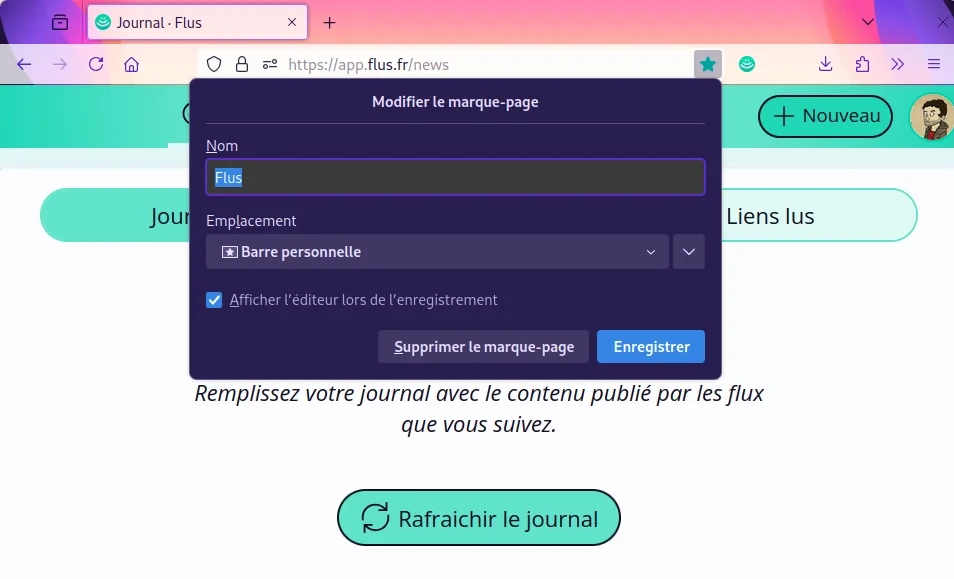 Journal · Flus
https://app.flus.fr/news
Modifier le marque-page
Nouveau
Nom
Flus
Jour
Liens lus
Emplacement
Barre personnelle
Afficher l'éditeur lors de l'enregistrement
Supprimer le marque-page
Enregistrer
Remplissez votre journal avec le contenu publié par les flux
que vous suivez.
Rafraichir le journal